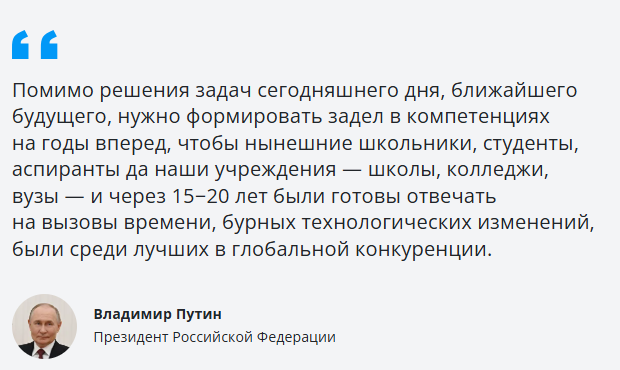 Помимо решения задач сегодняшнего дня, ближайшего
будущего, нужно формировать задел в компетенциях
на годы вперед, чтобы нынешние школьники, студенты,
аспиранты да наши учреждения — школы, колледжи,
вузы — и через 15–20 лет были готовы отвечать
на вызовы времени, бурных технологических изменений,
были среди лучших в глобальной конкуренции.
Владимир Путин
Президент Российской Федерации